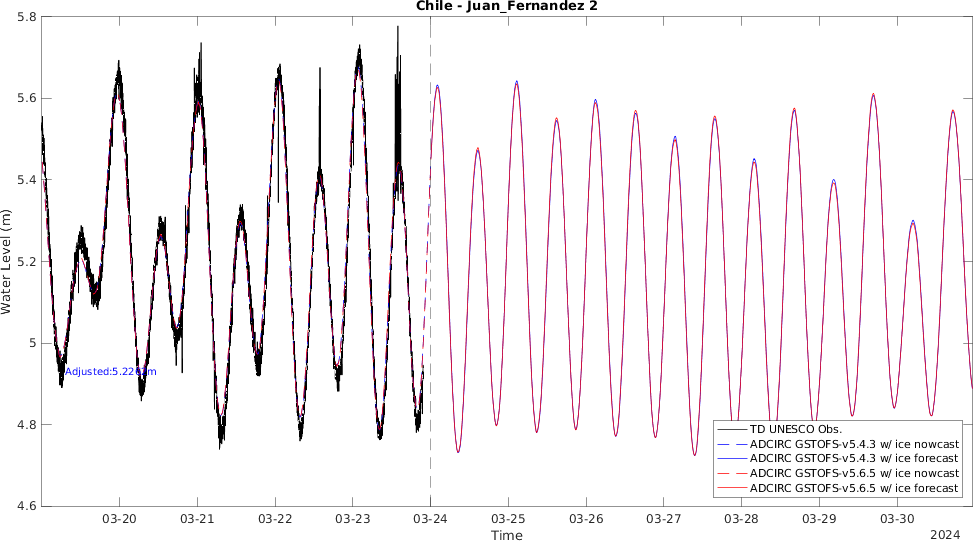 Chile - Juan_Fernandez 2
5.8
5.6
5.4
5.2
5
4.8
4.6
Water Level (m)
03-20
03-21
03-22
03-23
03-24
03-25
03-26
03-27
03-28
03-29
03-30
Time
2024
TD UNESCO Obs.
ADCIRC GSTOFS-v5.4.3 w/ ice nowcast
ADCIRC GSTOFS-v5.4.3 w/ ice forecast
ADCIRC GSTOFS-v5.6.5 w/ ice nowcast
ADCIRC GSTOFS-v5.6.5 w/ ice forecast